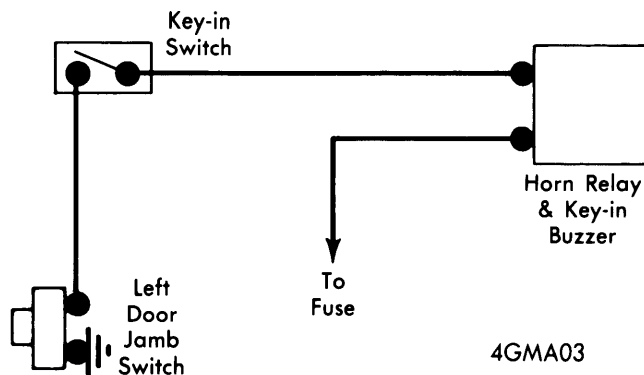 Key-in
Switch
Horn Relay
& Key-in
Buzzer
To
Fuse
Left
Door
Jamb
Switch
4GMA03